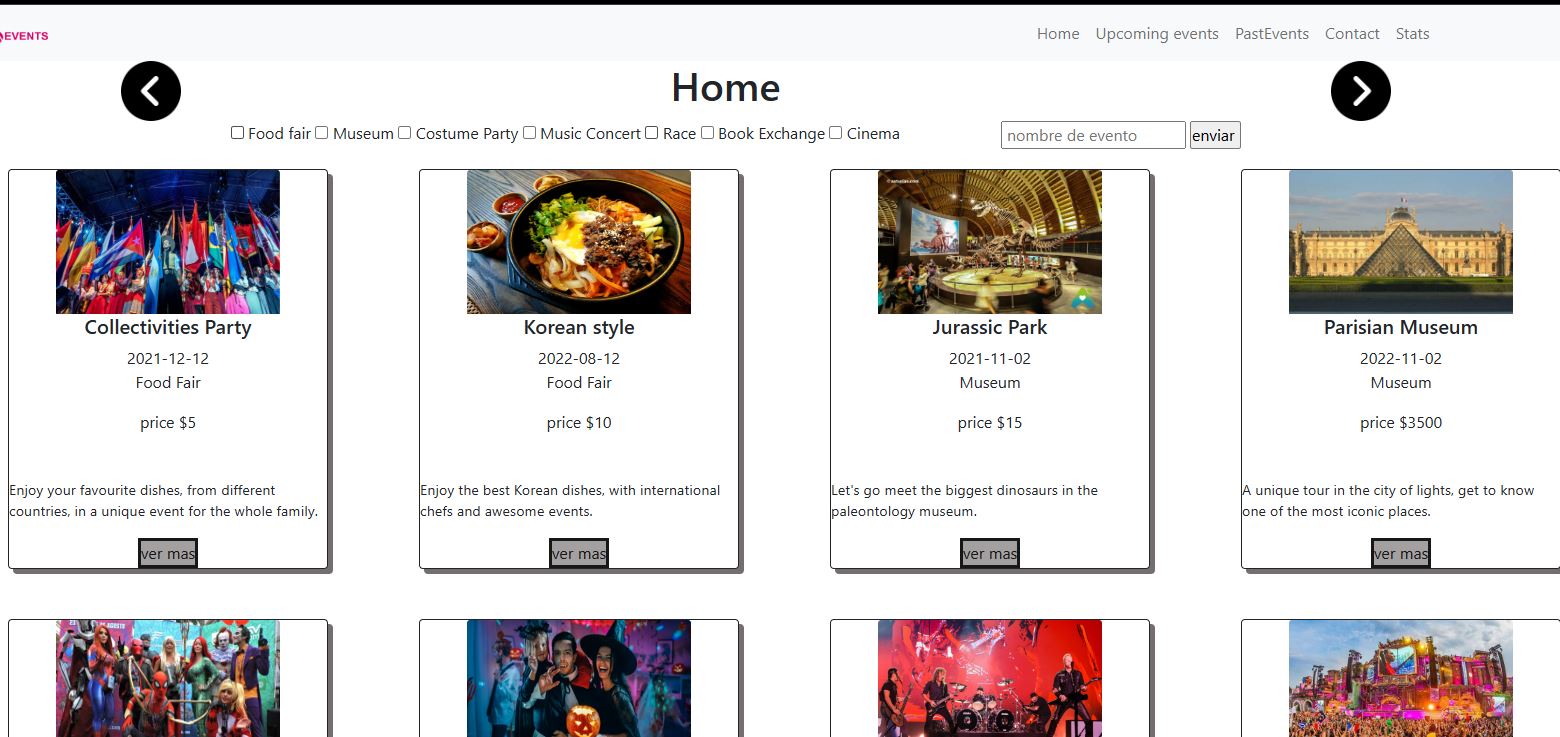 EVENTS
Home Upcoming events PastEvents Contact Stats
Home
Food fair Museum Costume Party Music Concert Race Book Exchange Cinema
nombre de evento enviar
Collectivities Party
2021-12-12
Food Fair
price $5
Enjoy your favourite dishes, from different
countries, in a unique event for the whole family.
ver mas
Korean style
2022-08-12
Food Fair
price $10
Enjoy the best Korean dishes, with international
chefs and awesome events.
ver mas
Jurassic Park
2021-11-02
Museum
price $15
Let's go meet the biggest dinosaurs in the
paleontology museum.
ver mas
Parisian Museum
2022-11-02
Museum
price $3500
A unique tour in the city of lights, get to know
one of the most iconic places.
ver mas